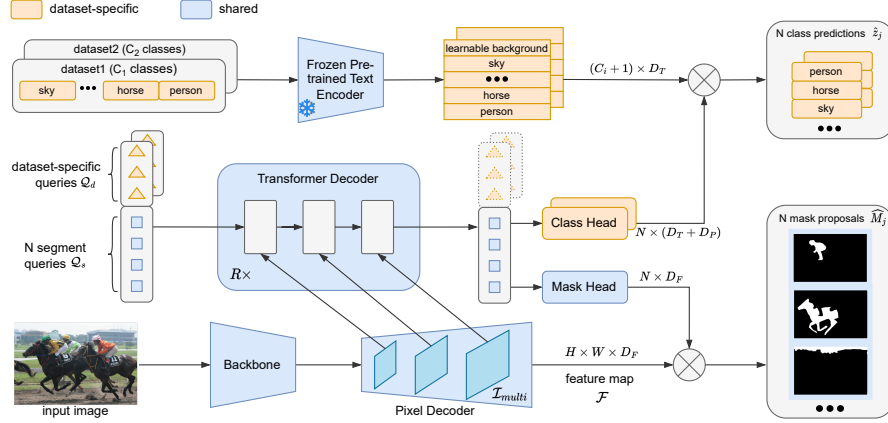 dataset-specific
shared
dataset2 (C₂ classes)
dataset1 (C₁ classes)
sky ••• horse person
Frozen Pre-
trained Text
Encoder
learnable background
sky
•••
horse
person
(Cᵢ + 1) × D_T
N class predictions ẑⱼ
person
horse
sky
•••
dataset-specific
queries 𝒬_d
N segment
queries 𝒬_s
Transformer Decoder
R×
Class Head
N × (D_T + D_P)
Mask Head
N × D_F
N mask proposals M̂ⱼ
•••
input image
Backbone
ℐ_multi
Pixel Decoder
H × W × D_F
feature map
ℱ